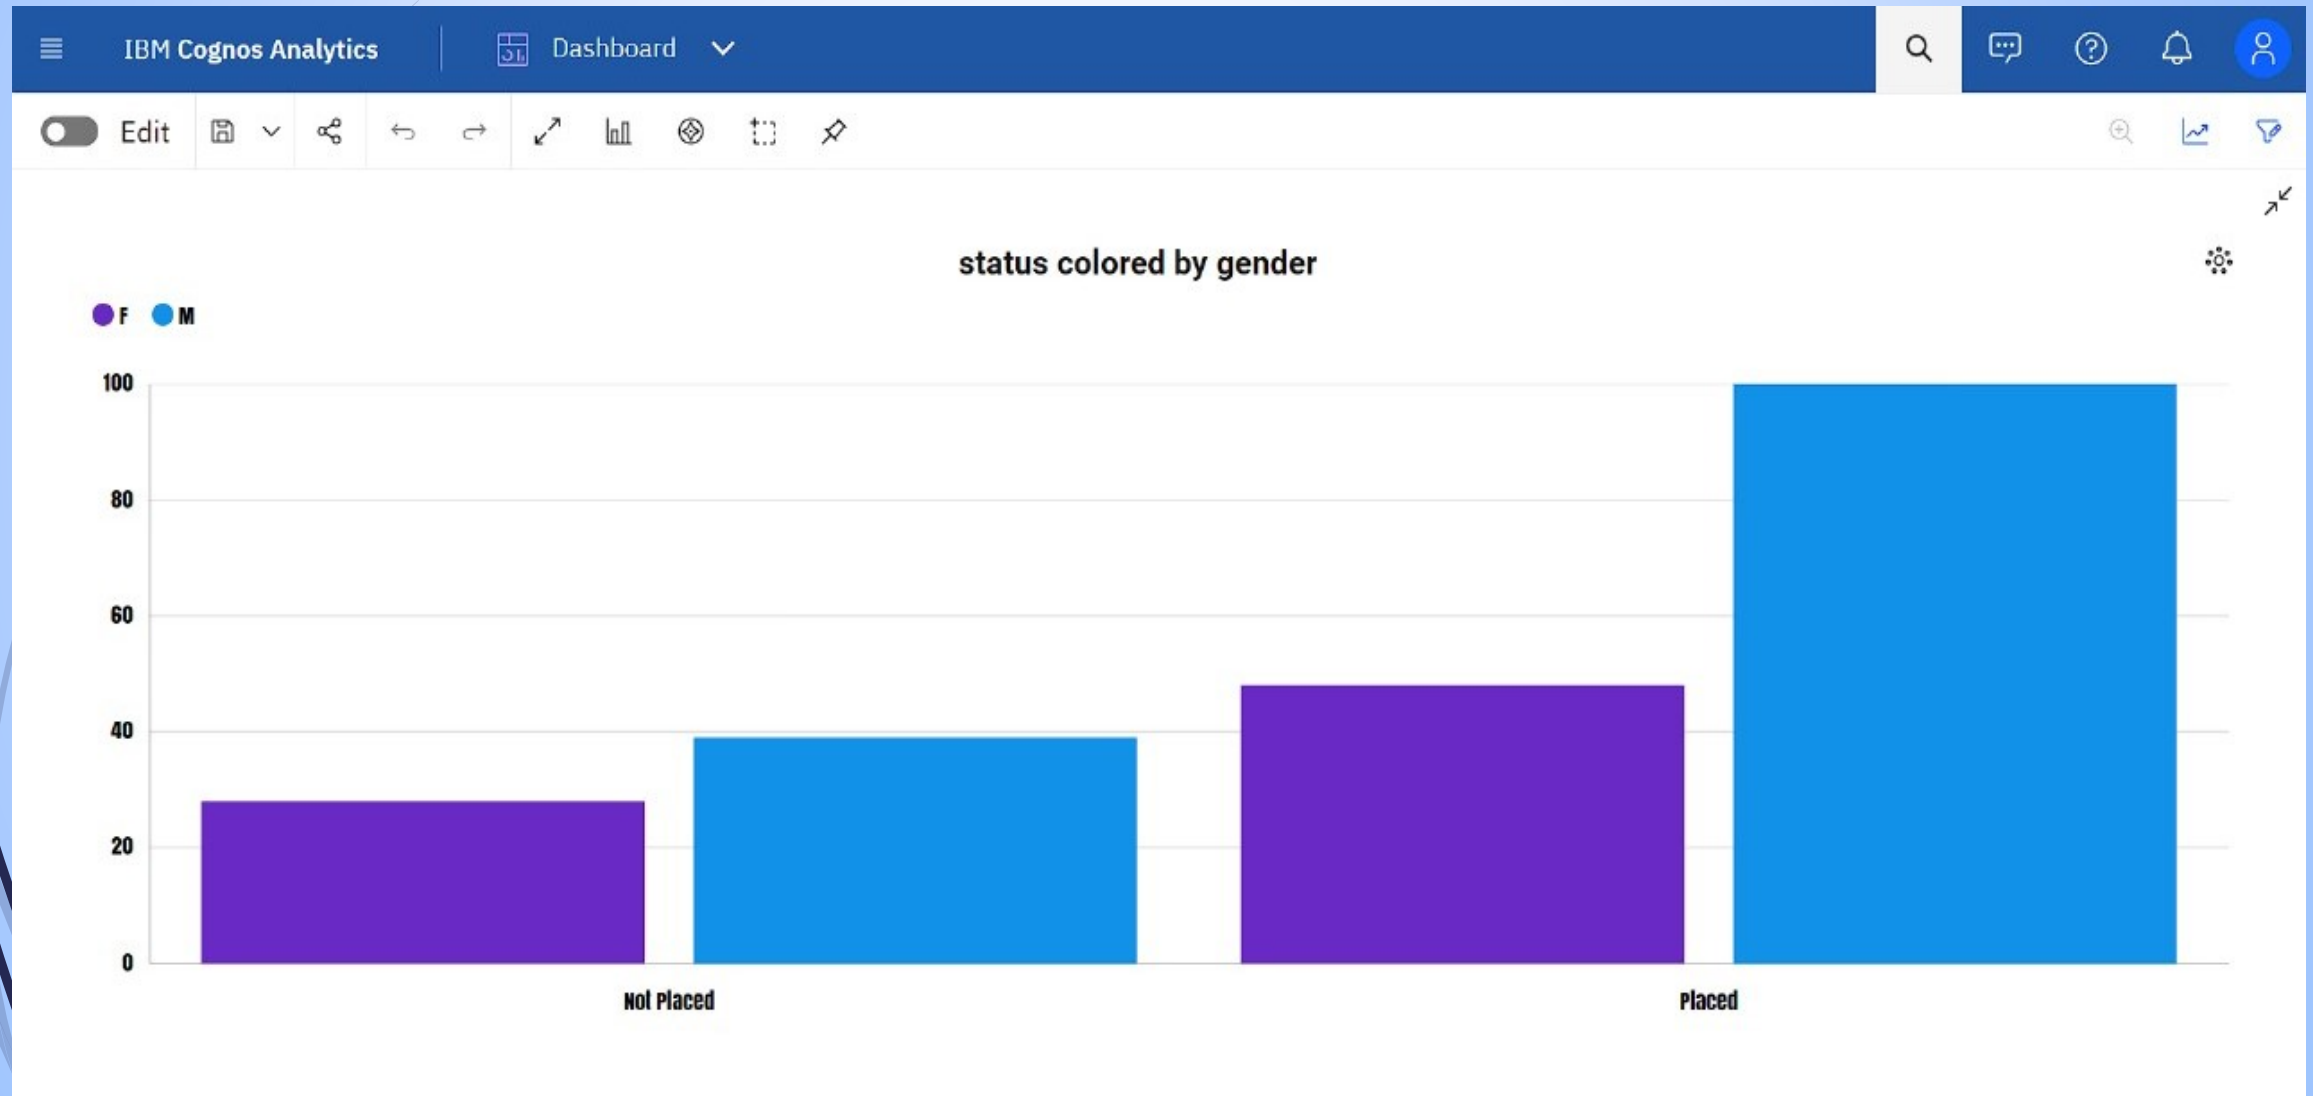 IBM Cognos Analytics
Dashboard
Edit
status colored by gender
F M
100
80
60
40
20
0
Not Placed
Placed